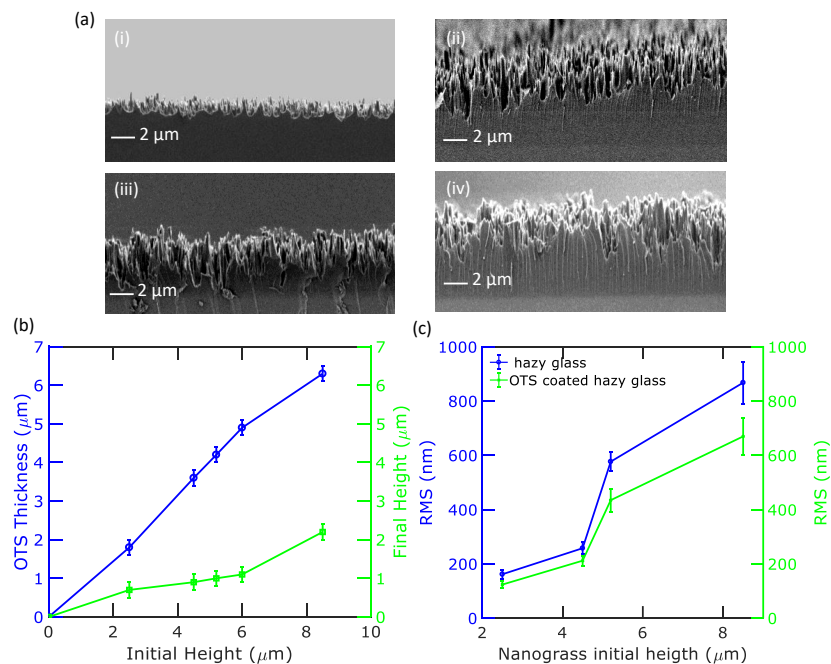 (a)
(i)
2 μm
(ii)
2 μm
(iii)
2 μm
(iv)
2 μm
(b)
7
6
5
4
3
2
1
0
OTS Thickness (μm)
0 2 4 6 8 10
Initial Height (μm)
7
6
5
4
3
2
1
0
Final Height (μm)
(c)
1000
800
600
400
200
0
RMS (nm)
hazy glass
OTS coated hazy glass
2 4 6 8
Nanograss initial heigth (μm)
1000
800
600
400
200
0
RMS (nm)